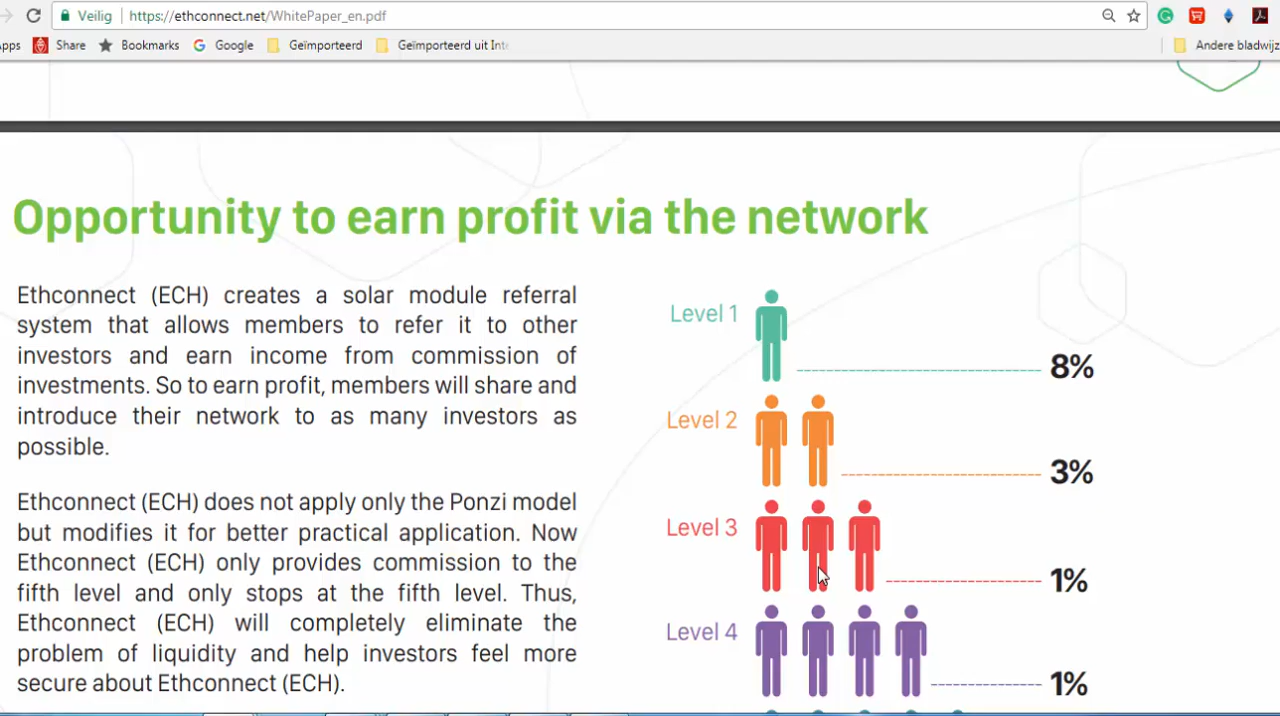 Veilig https://ethconnect.net/WhitePaper_en.pdf
pps Share Bookmarks Google Geïmporteerd Geïmporteerd uit Int Andere bladwijz
Opportunity to earn profit via the network
Ethconnect (ECH) creates a solar module referral
system that allows members to refer it to other
investors and earn income from commission of
investments. So to earn profit, members will share and
introduce their network to as many investors as
possible.
Ethconnect (ECH) does not apply only the Ponzi model
but modifies it for better practical application. Now
Ethconnect (ECH) only provides commission to the
fifth level and only stops at the fifth level. Thus,
Ethconnect (ECH) will completely eliminate the
problem of liquidity and help investors feel more
secure about Ethconnect (ECH).
Level 1
8%
Level 2
3%
Level 3
1%
Level 4
1%